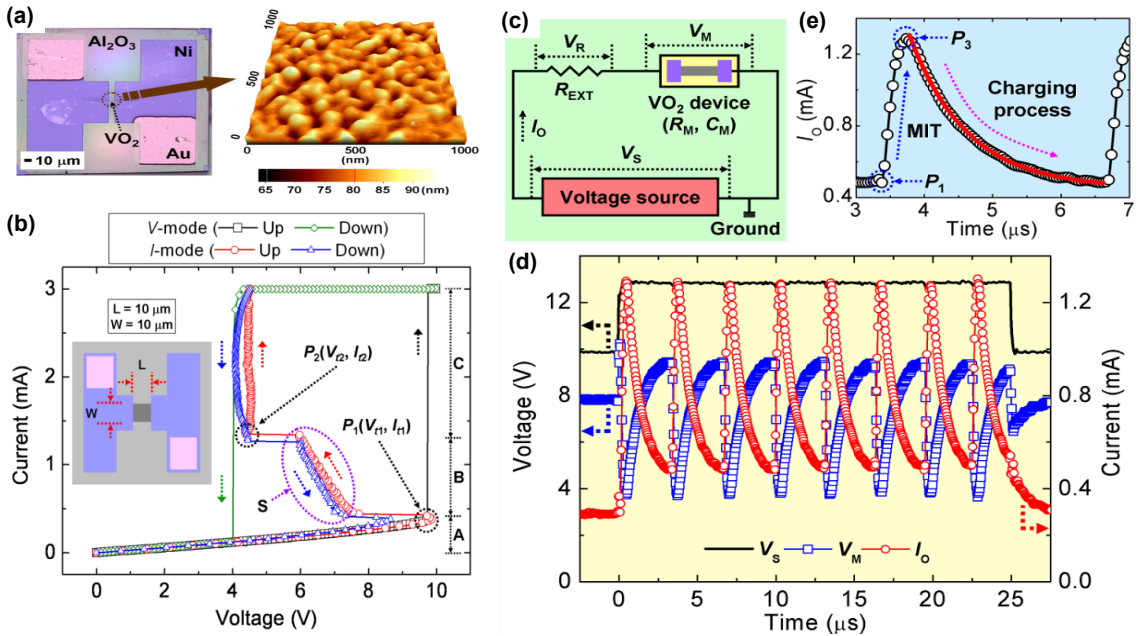 (a)
Al2O3
Ni
VO2
Au
10 μm
1000
500
0
0
500
(nm)
1000
65 70 75 80 85 90(nm)
(b)
V-mode ( Up Down)
I-mode ( Up Down)
Current (mA)
3
2
1
0
L = 10 μm
W = 10 μm
L
W
P2(Vt2, It2)
P1(Vt1, It1)
S
C
B
A
0 2 4 6 8 10
Voltage (V)
(c)
VR
VM
REXT
VO2 device
(RM, CM)
IO
VS
Voltage source
Ground
(e)
IO (mA)
1.2
0.8
0.4
P3
Charging
process
MIT
P1
3 4 5 6 7
Time (μs)
(d)
Voltage (V)
12
8
4
0
1.2
0.8
0.4
0.0
Current (mA)
VS VM IO
0 5 10 15 20 25
Time (μs)